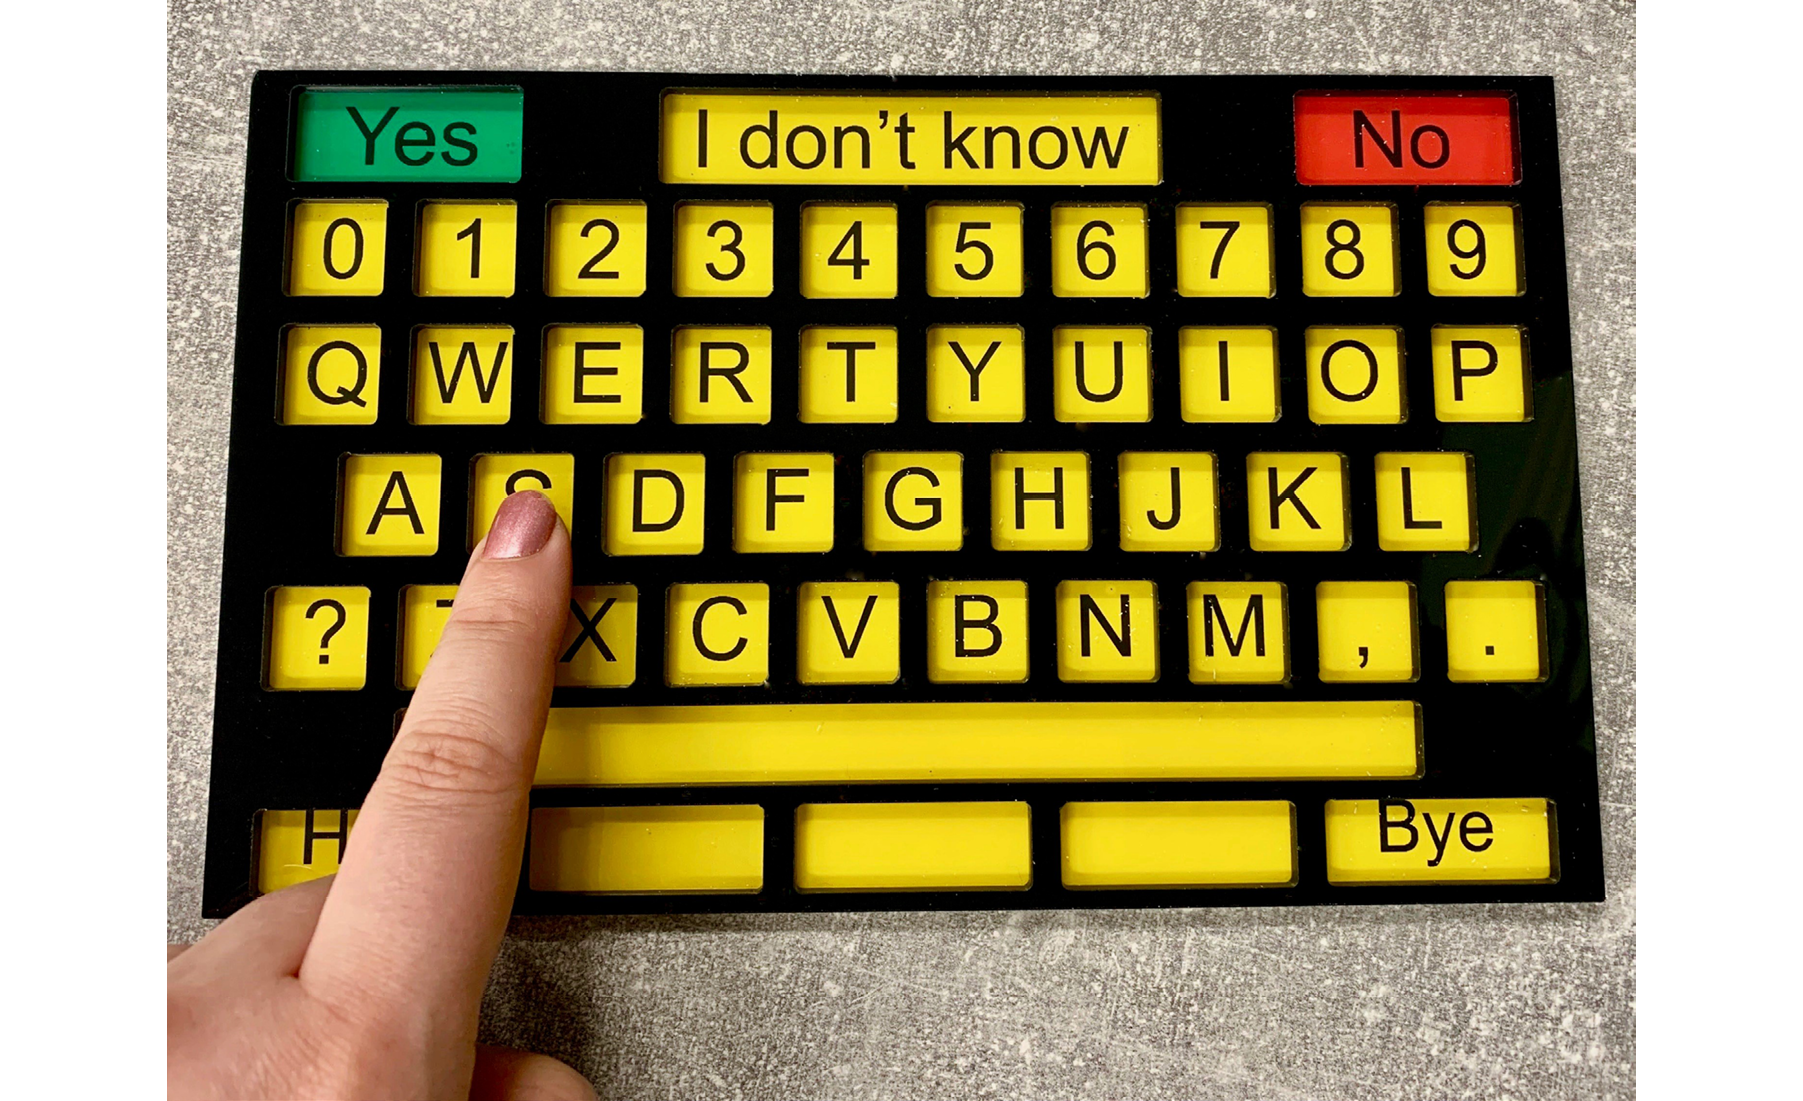 Yes I don't know No
0 1 2 3 4 5 6 7 8 9
Q W E R T Y U I O P
A S D F G H J K L
? X C V B N M , .
Bye